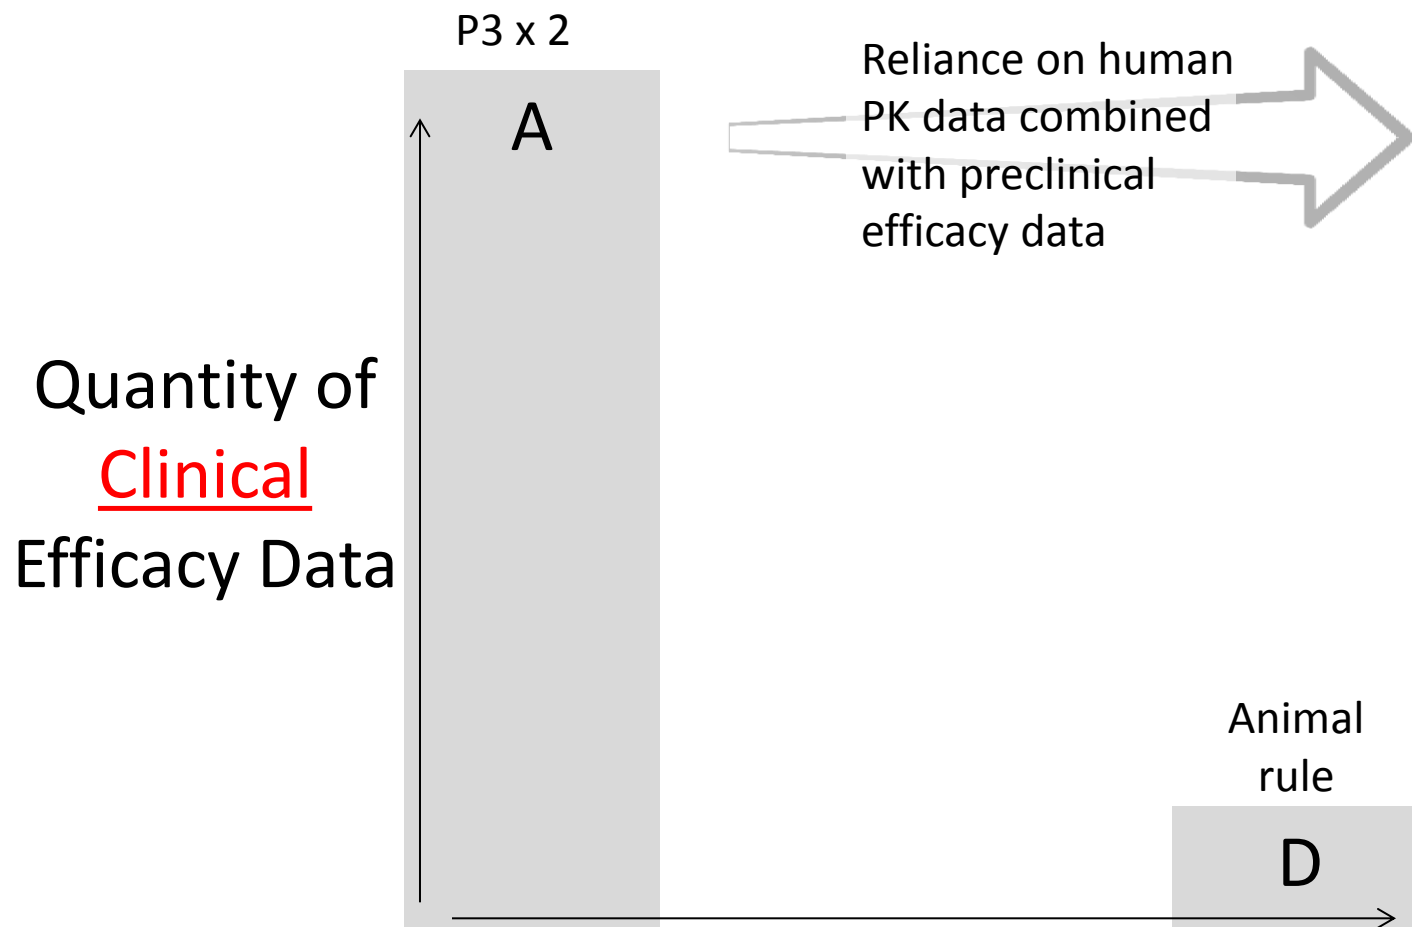 P3 x 2
A
Reliance on human
PK data combined
with preclinical
efficacy data
Quantity of
Clinical
Efficacy Data
Animal
rule
D